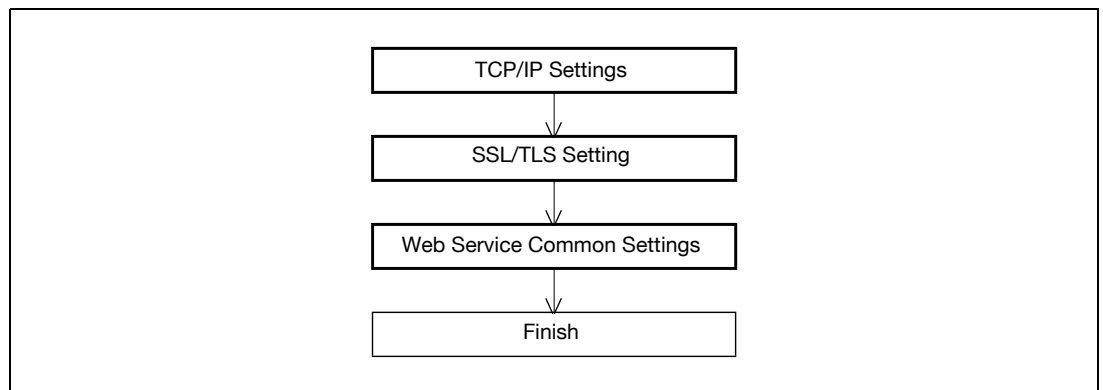 TCP/IP Settings
SSL/TLS Setting
Web Service Common Settings
Finish